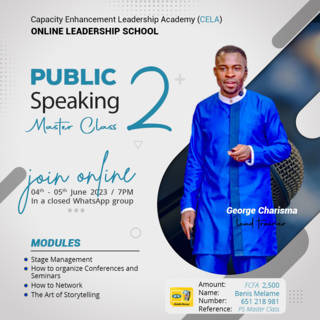 Capacity Enhancement Leadership Academy (CELA)
ONLINE LEADERSHIP SCHOOL
PUBLIC
Speaking 2
Master Class
join online
04th - 05th June 2023 / 7PM
In a closed WhatsApp group
George Charisma
Lead trainer
MODULES
Stage Management
How to organize Conferences and
Seminars
How to Network
The Art of Storytelling
MTN
Amount: FCFA 2,500
Name: Benis Melame
Number: 651 218 981
Reference: PS Master Class